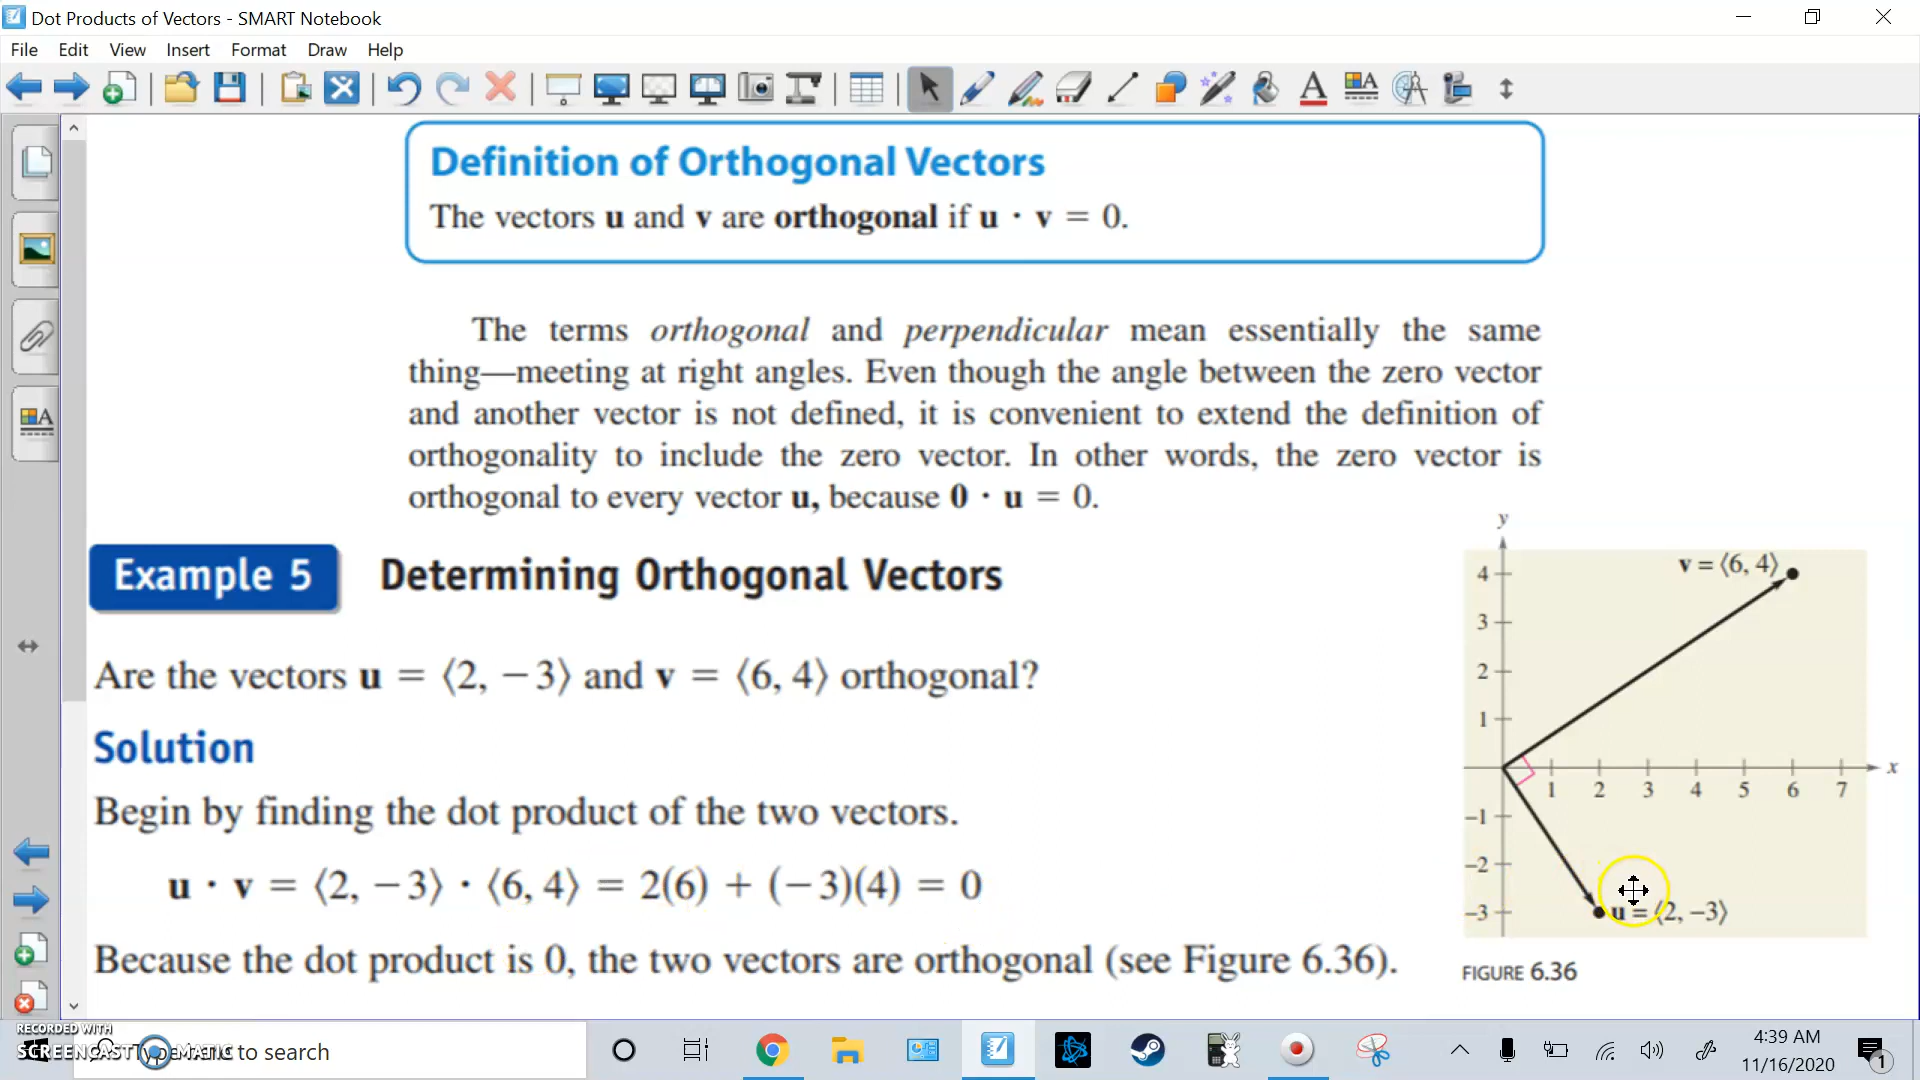 Dot Products of Vectors - SMART Notebook
File Edit View Insert Format Draw Help
Definition of Orthogonal Vectors
The vectors u and v are orthogonal if u · v = 0.
The terms orthogonal and perpendicular mean essentially the same
thing—meeting at right angles. Even though the angle between the zero vector
and another vector is not defined, it is convenient to extend the definition of
orthogonality to include the zero vector. In other words, the zero vector is
orthogonal to every vector u, because 0 · u = 0.
Example 5 Determining Orthogonal Vectors
Are the vectors u = ⟨2, −3⟩ and v = ⟨6, 4⟩ orthogonal?
Solution
Begin by finding the dot product of the two vectors.
u · v = ⟨2, −3⟩ · ⟨6, 4⟩ = 2(6) + (−3)(4) = 0
Because the dot product is 0, the two vectors are orthogonal (see Figure 6.36).
y
v = ⟨6, 4⟩
4
3
2
1
x
1 2 3 4 5 6 7
−1
−2
−3
u = ⟨2, −3⟩
FIGURE 6.36
RECORDED WITH
SCREENCAST MATIC
Type here to search
4:39 AM
11/16/2020
1